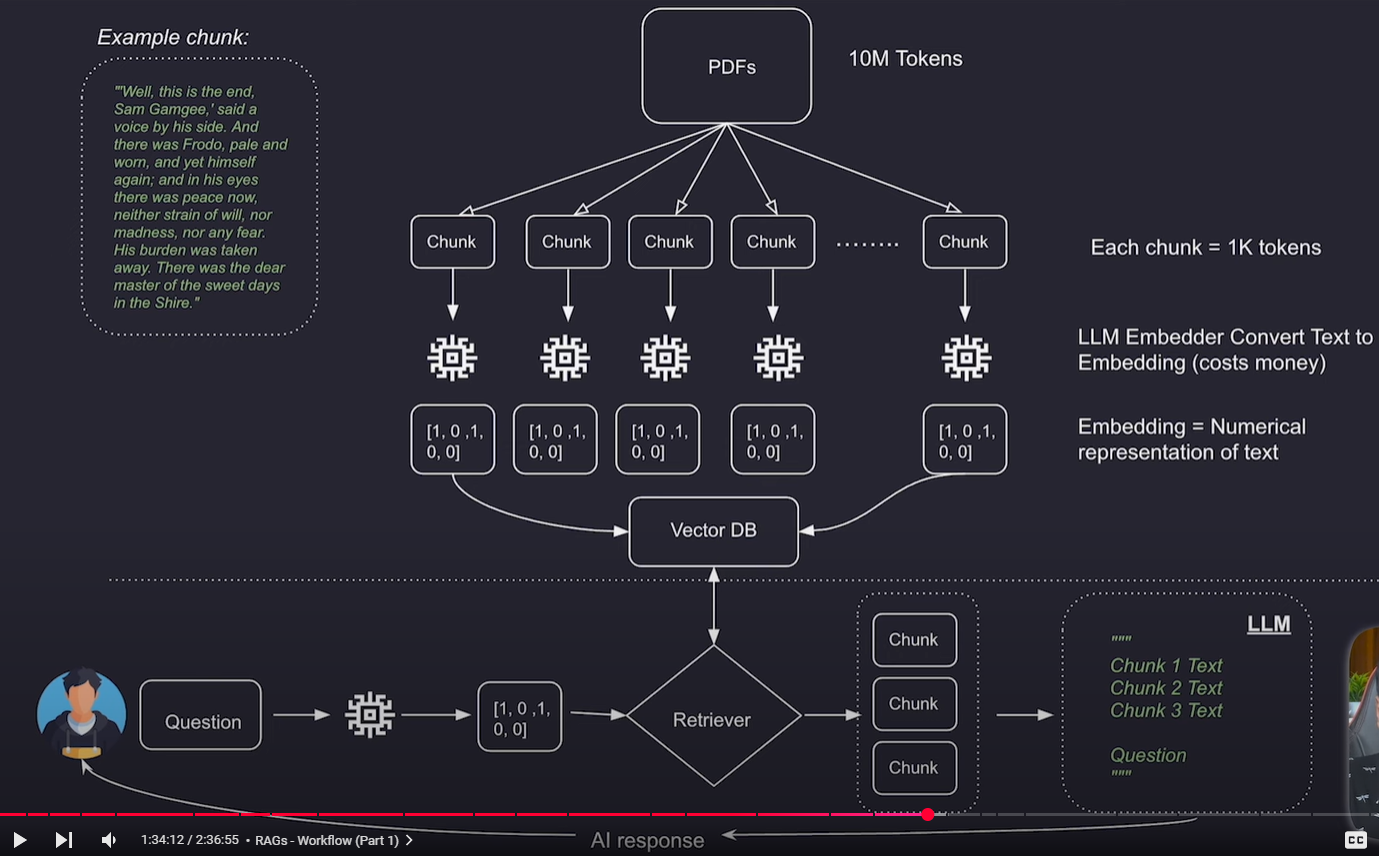 Example chunk:
"'Well, this is the end,
Sam Gamgee,' said a
voice by his side. And
there was Frodo, pale and
worn, and yet himself
again; and in his eyes
there was peace now,
neither strain of will, nor
madness, nor any fear.
His burden was taken
away. There was the dear
master of the sweet days
in the Shire."
PDFs
10M Tokens
Chunk
Chunk
Chunk
Chunk
........
Chunk
Each chunk = 1K tokens
LLM Embedder Convert Text to
Embedding (costs money)
[1, 0 ,1,
0, 0]
[1, 0 ,1,
0, 0]
[1, 0 ,1,
0, 0]
[1, 0 ,1,
0, 0]
[1, 0 ,1,
0, 0]
Embedding = Numerical
representation of text
Vector DB
Question
[1, 0 ,1,
0, 0]
Retriever
Chunk
Chunk
Chunk
LLM
"""
Chunk 1 Text
Chunk 2 Text
Chunk 3 Text
Question
"""
AI response
1:34:12 / 2:36:55 • RAGs - Workflow (Part 1)
CC